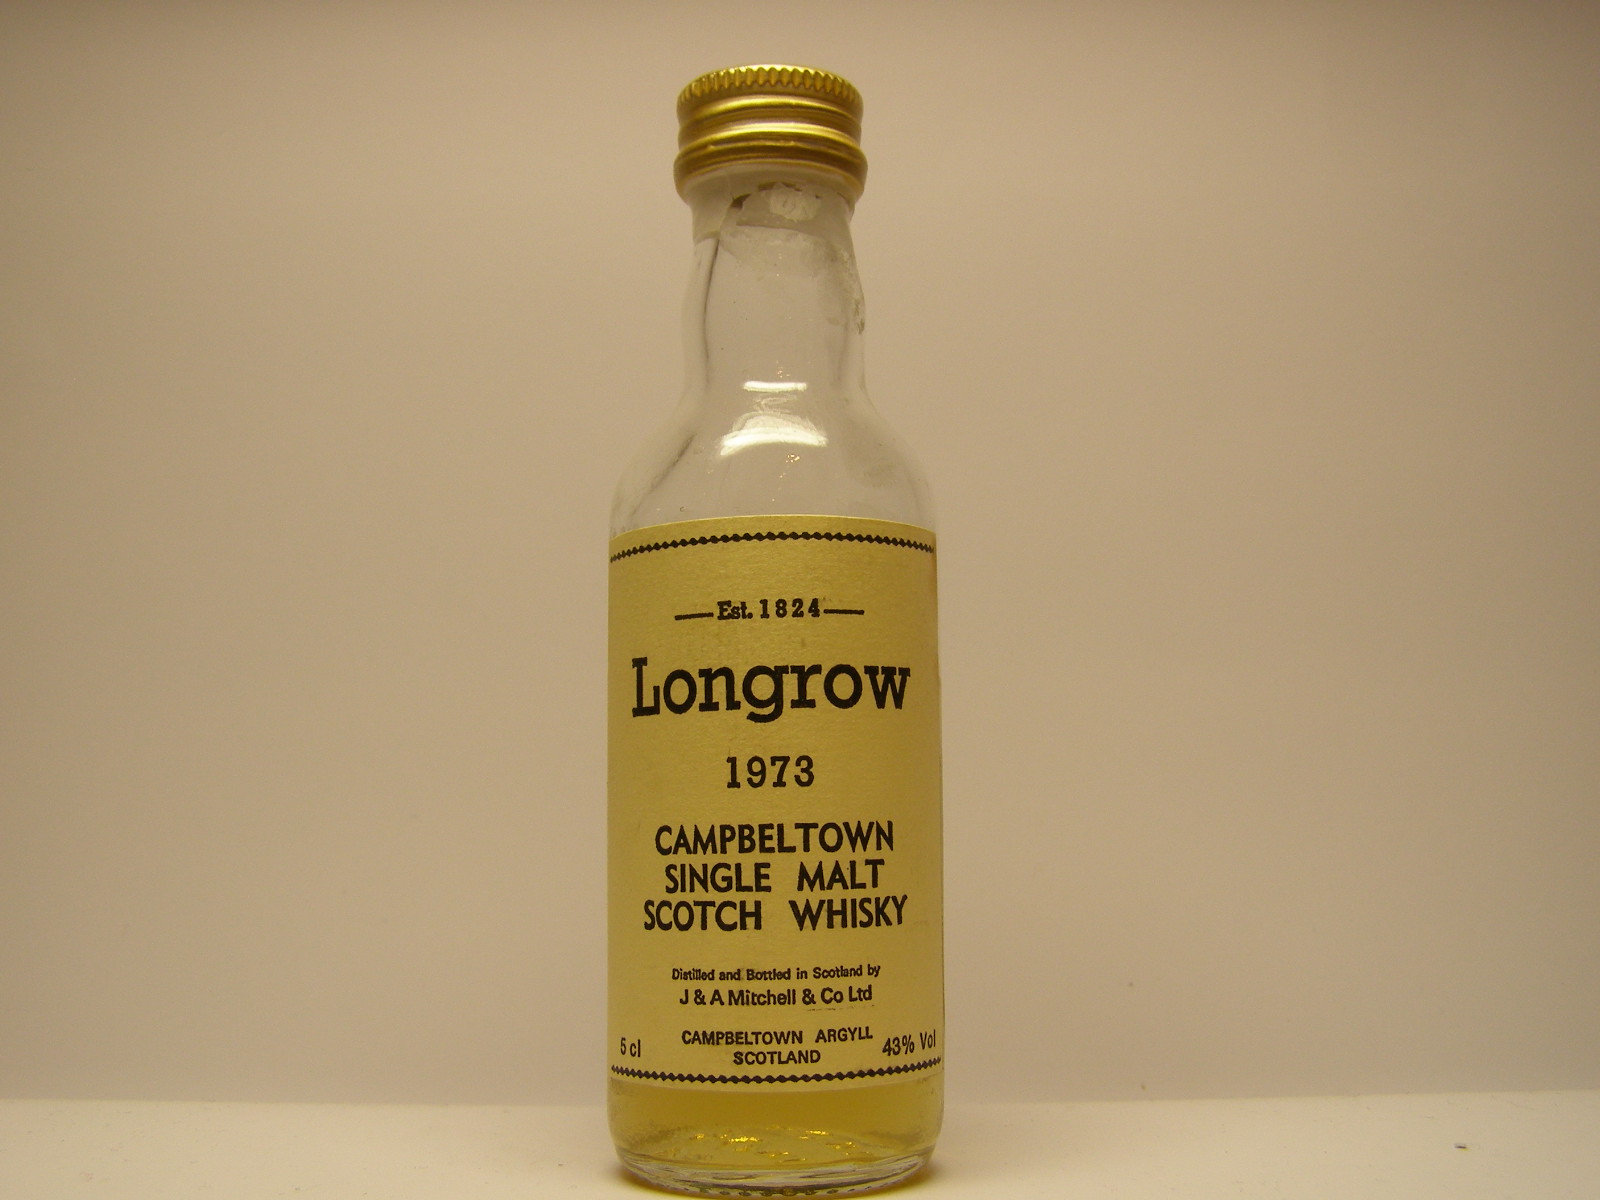 Est. 1824
Longrow
1973
CAMPBELTOWN
SINGLE MALT
SCOTCH WHISKY
Distilled and Bottled in Scotland by
J & A Mitchell & Co Ltd
CAMPBELTOWN ARGYLL
SCOTLAND
5 cl
43% Vol